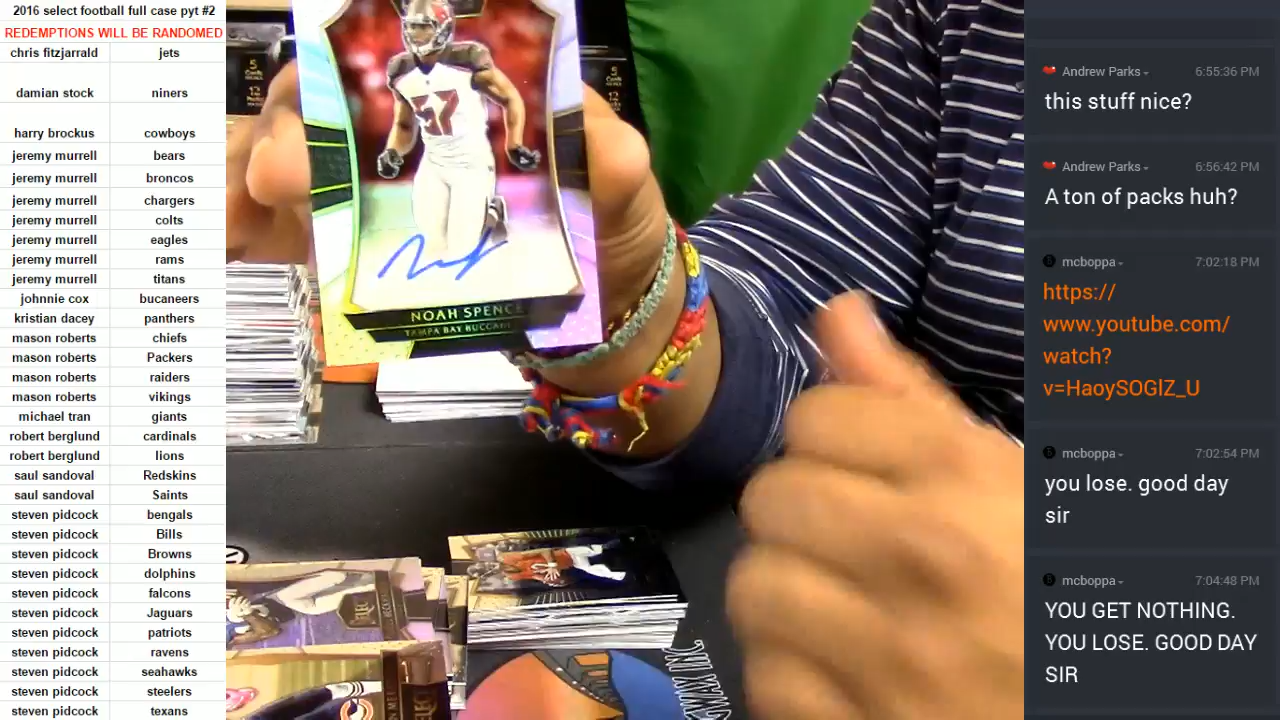 2016 select football full case pyt #2
REDEMPTIONS WILL BE RANDOMED
chris fitzjarrald jets
damian stock niners
harry brockus cowboys
jeremy murrell bears
jeremy murrell broncos
jeremy murrell chargers
jeremy murrell colts
jeremy murrell eagles
jeremy murrell rams
jeremy murrell titans
johnnie cox bucaneers
kristian dacey panthers
mason roberts chiefs
mason roberts Packers
mason roberts raiders
mason roberts vikings
michael tran giants
robert berglund cardinals
robert berglund lions
saul sandoval Redskins
saul sandoval Saints
steven pidcock bengals
steven pidcock Bills
steven pidcock Browns
steven pidcock dolphins
steven pidcock falcons
steven pidcock Jaguars
steven pidcock patriots
steven pidcock ravens
steven pidcock seahawks
steven pidcock steelers
steven pidcock texans
57
NOAH SPENCE
TAMPA BAY
Andrew Parks 6:55:36 PM
this stuff nice?
Andrew Parks 6:56:42 PM
A ton of packs huh?
mcboppa 7:02:18 PM
https://
www.youtube.com/
watch?
v=HaoySOGlZ_U
mcboppa 7:02:54 PM
you lose. good day
sir
mcboppa 7:04:48 PM
YOU GET NOTHING.
YOU LOSE. GOOD DAY
SIR